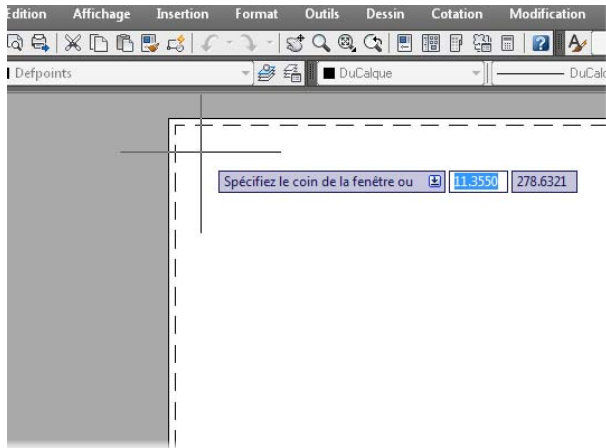 Edition Affichage Insertion Format Outils Dessin Cotation Modification
Defpoints DuCalque
Spécifiez le coin de la fenêtre ou 11.3550 278.6321